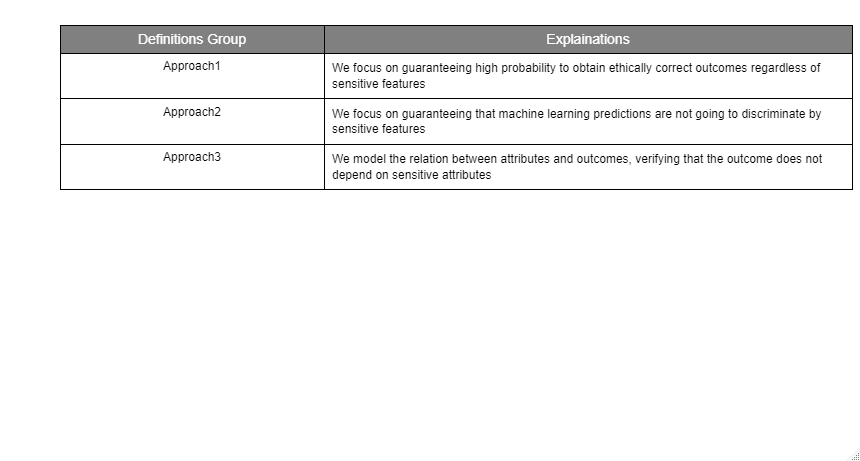 Definitions Group
Explainations
Approach1
We focus on guaranteeing high probability to obtain ethically correct outcomes regardless of
sensitive features
Approach2
We focus on guaranteeing that machine learning predictions are not going to discriminate by
sensitive features
Approach3
We model the relation between attributes and outcomes, verifying that the outcome does not
depend on sensitive attributes